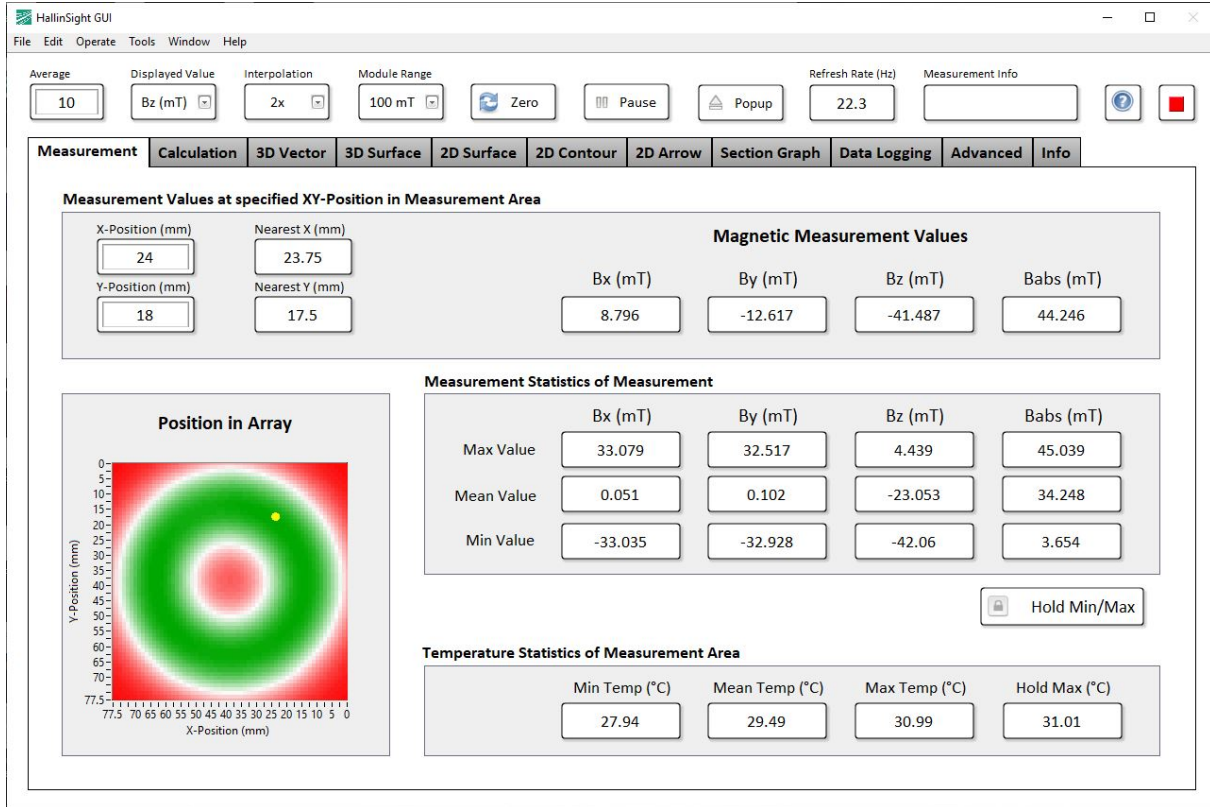 HallinSight GUI
File Edit Operate Tools Window Help
Average Displayed Value Interpolation Module Range Refresh Rate (Hz) Measurement Info
10 Bz (mT) 2x 100 mT Zero Pause Popup 22.3
Measurement Calculation 3D Vector 3D Surface 2D Surface 2D Contour 2D Arrow Section Graph Data Logging Advanced Info
Measurement Values at specified XY-Position in Measurement Area
X-Position (mm) Nearest X (mm)
24 23.75
Y-Position (mm) Nearest Y (mm)
18 17.5
Magnetic Measurement Values
Bx (mT) By (mT) Bz (mT) Babs (mT)
8.796 -12.617 -41.487 44.246
Position in Array
0
5
10
15
20
25
30
35
40
45
50
55
60
65
70
77.5
Y-Position (mm)
77.5 70 65 60 55 50 45 40 35 30 25 20 15 10 5 0
X-Position (mm)
Measurement Statistics of Measurement
Bx (mT) By (mT) Bz (mT) Babs (mT)
Max Value 33.079 32.517 4.439 45.039
Mean Value 0.051 0.102 -23.053 34.248
Min Value -33.035 -32.928 -42.06 3.654
Hold Min/Max
Temperature Statistics of Measurement Area
Min Temp (°C) Mean Temp (°C) Max Temp (°C) Hold Max (°C)
27.94 29.49 30.99 31.01